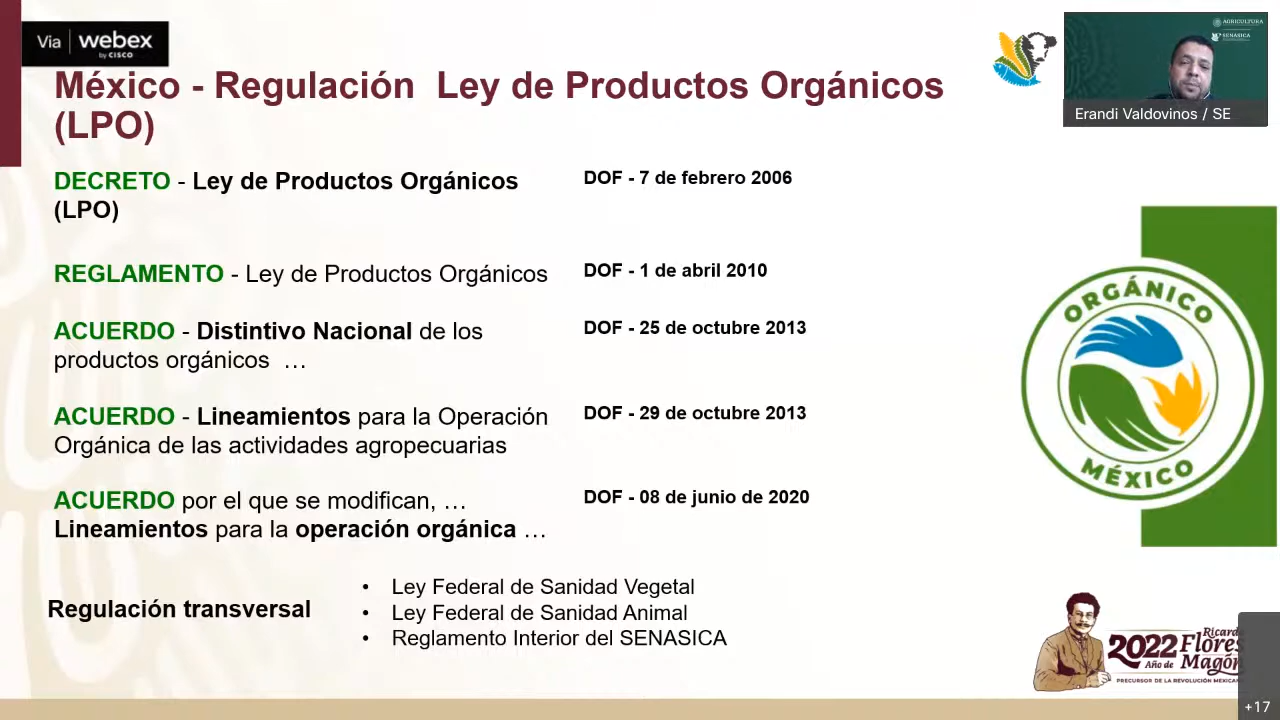 Via webex
by CISCO
AGRICULTURA
SENASICA
Erandi Valdovinos / SE
México - Regulación Ley de Productos Orgánicos
(LPO)
DECRETO - Ley de Productos Orgánicos
(LPO)
DOF - 7 de febrero 2006
REGLAMENTO - Ley de Productos Orgánicos
DOF - 1 de abril 2010
ACUERDO - Distintivo Nacional de los
productos orgánicos …
DOF - 25 de octubre 2013
ACUERDO - Lineamientos para la Operación
Orgánica de las actividades agropecuarias
DOF - 29 de octubre 2013
ACUERDO por el que se modifican, …
Lineamientos para la operación orgánica …
DOF - 08 de junio de 2020
ORGÁNICO
MÉXICO
Regulación transversal
• Ley Federal de Sanidad Vegetal
• Ley Federal de Sanidad Animal
• Reglamento Interior del SENASICA
2022 Ricardo
Año de Flores
Magón
PRECURSOR DE LA REVOLUCIÓN MEXICANA
+17